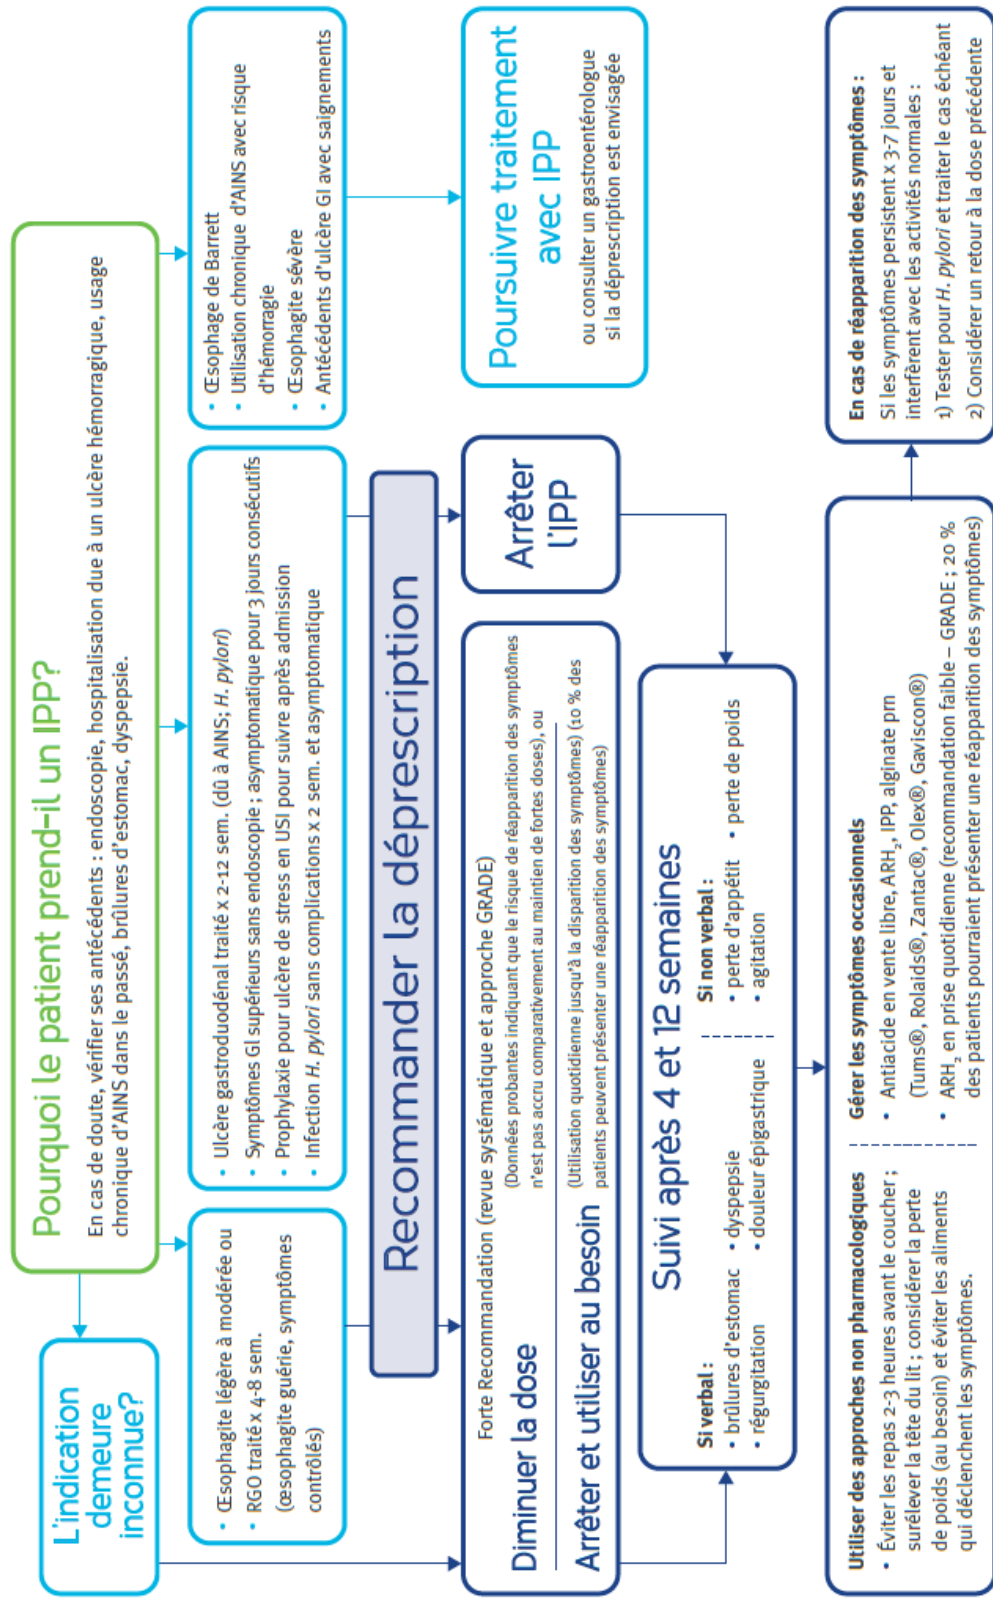 Pourquoi le patient prend-il un IPP?
En cas de doute, vérifier ses antécédents : endoscopie, hospitalisation due à un ulcère hémorragique, usage
chronique d'AINS dans le passé, brûlures d'estomac, dyspepsie.
L'indication
demeure
inconnue?
• Œsophagite légère à modérée ou
• RGO traité x 4-8 sem.
(œsophagite guérie, symptômes
contrôlés)
• Ulcère gastroduodénal traité x 2-12 sem. (dû à AINS; H. pylori)
• Symptômes GI supérieurs sans endoscopie ; asymptomatique pour 3 jours consécutifs
• Prophylaxie pour ulcère de stress en USI pour suivre après admission
• Infection H. pylori sans complications x 2 sem. et asymptomatique
• Œsophage de Barrett
• Utilisation chronique d'AINS avec risque
d'hémorragie
• Œsophagite sévère
• Antécédents d'ulcère GI avec saignements
Recommander la déprescription
Forte Recommandation (revue systématique et approche GRADE)
Diminuer la dose
(Données probantes indiquant que le risque de réapparition des symptômes
n'est pas accru comparativement au maintien de fortes doses), ou
Arrêter et utiliser au besoin
(Utilisation quotidienne jusqu'à la disparition des symptômes) (10 % des
patients peuvent présenter une réapparition des symptômes)
Arrêter
l'IPP
Poursuivre traitement
avec IPP
ou consulter un gastroentérologue
si la déprescription est envisagée
Suivi après 4 et 12 semaines
Si verbal :
• brûlures d'estomac • dyspepsie
• régurgitation • douleur épigastrique
Si non verbal :
• perte d'appétit • perte de poids
• agitation
Utiliser des approches non pharmacologiques
• Éviter les repas 2-3 heures avant le coucher ;
surélever la tête du lit ; considérer la perte
de poids (au besoin) et éviter les aliments
qui déclenchent les symptômes.
Gérer les symptômes occasionnels
• Antiacide en vente libre, ARH₂, IPP, alginate prn
(Tums®, Rolaids®, Zantac®, Olex®, Gaviscon®)
• ARH₂ en prise quotidienne (recommandation faible – GRADE ; 20 %
des patients pourraient présenter une réapparition des symptômes)
En cas de réapparition des symptômes :
Si les symptômes persistent x 3-7 jours et
interfèrent avec les activités normales :
1) Tester pour H. pylori et traiter le cas échéant
2) Considérer un retour à la dose précédente